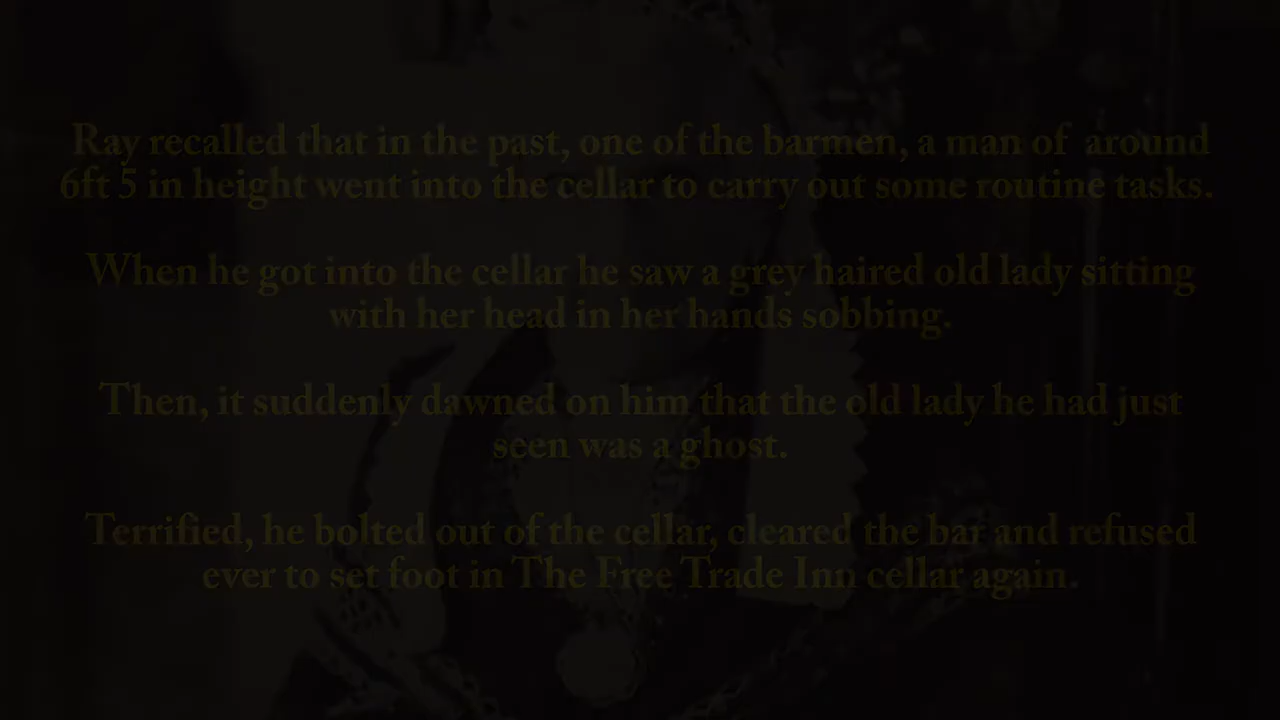 Ray recalled that in the past, one of the barmen, a man of around
6ft 5 in height went into the cellar to carry out some routine tasks.
When he got into the cellar he saw a grey haired old lady sitting
with her head in her hands sobbing.
Then, it suddenly dawned on him that the old lady he had just
seen was a ghost.
Terrified, he bolted out of the cellar, cleared the bar and refused
ever to set foot in The Free Trade Inn cellar again.